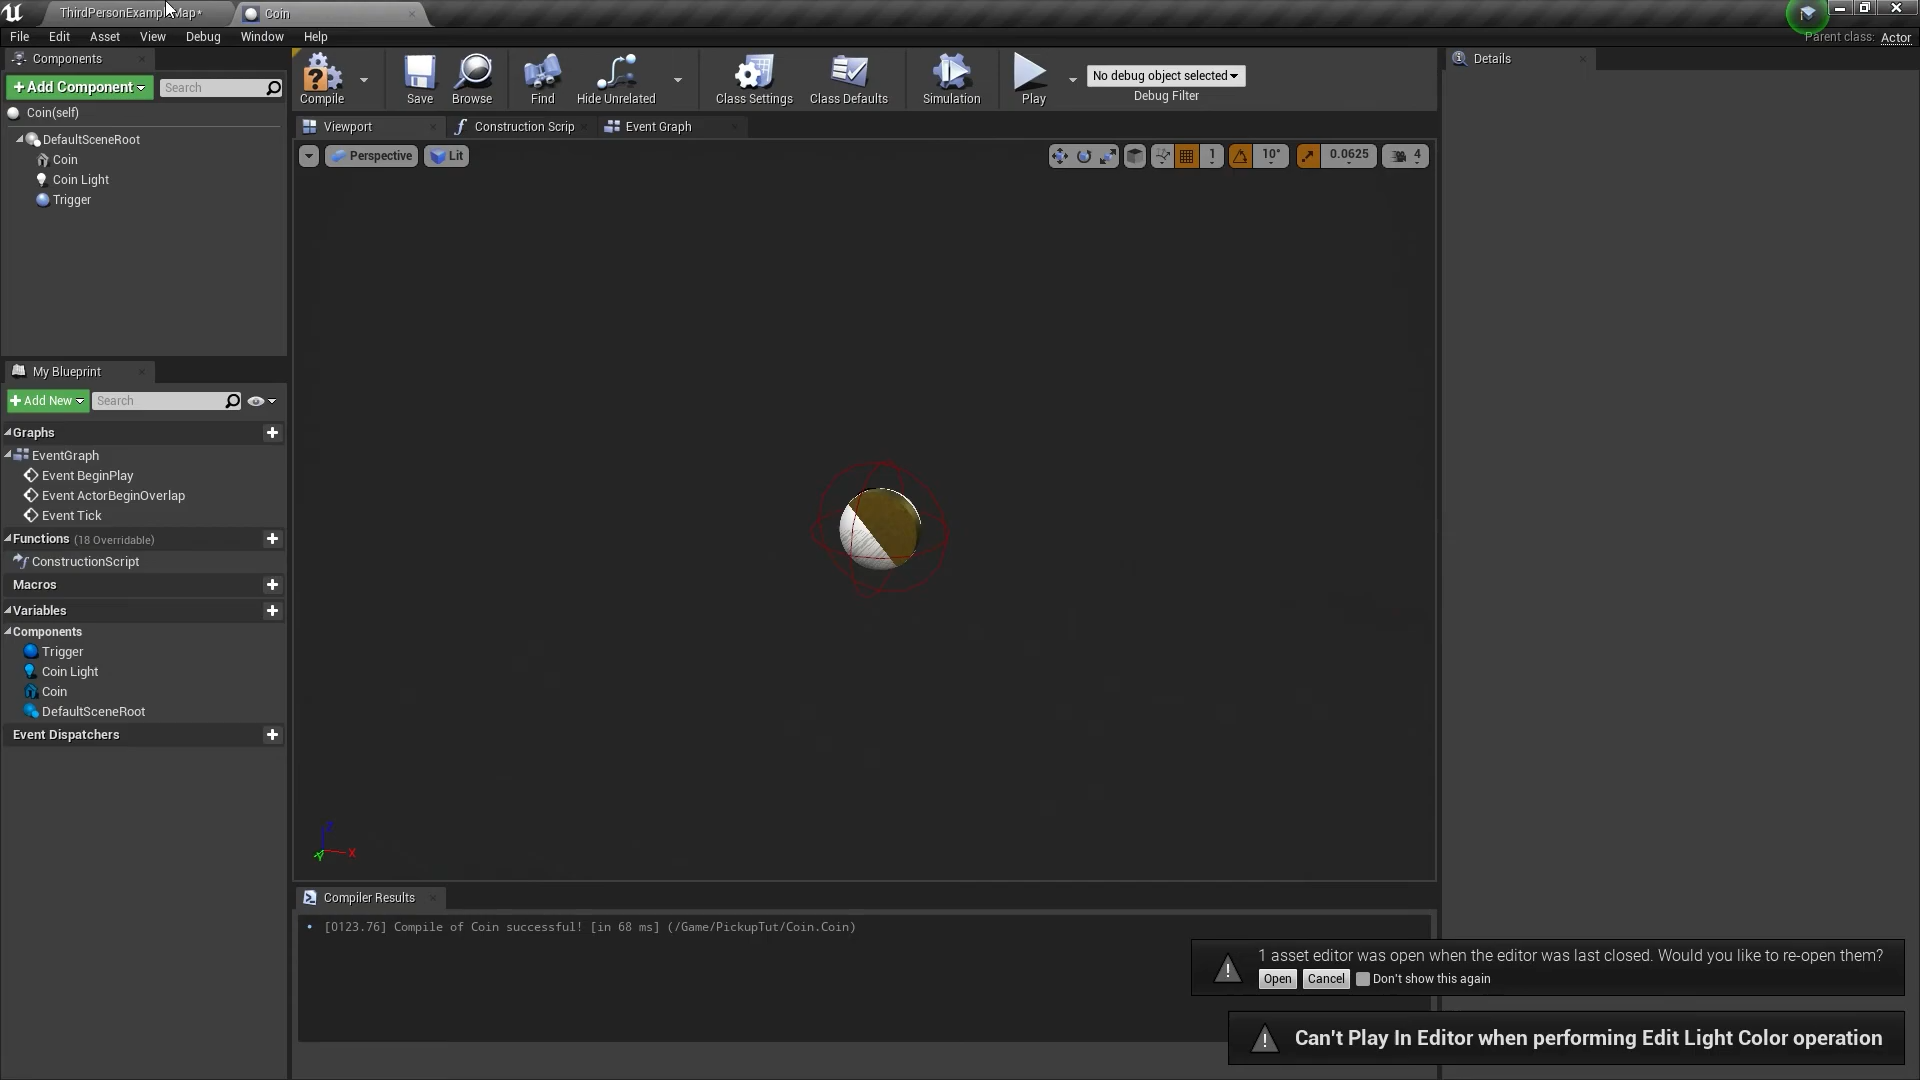 ThirdPersonExampleMap*
Coin
File Edit Asset View Debug Window Help
Parent class: Actor
Components
+ Add Component
Search
Coin(self)
DefaultSceneRoot
Coin
Coin Light
Trigger
My Blueprint
+ Add New
Search
Graphs
EventGraph
Event BeginPlay
Event ActorBeginOverlap
Event Tick
Functions (18 Overridable)
ConstructionScript
Macros
Variables
Components
Trigger
Coin Light
Coin
DefaultSceneRoot
Event Dispatchers
Compile
Save
Browse
Find
Hide Unrelated
Class Settings
Class Defaults
Simulation
Play
No debug object selected
Debug Filter
Viewport
Construction Scrip
Event Graph
Perspective
Lit
1
10°
0.0625
4
Z
X
Y
Compiler Results
[0123.76] Compile of Coin successful! [in 68 ms] (/Game/PickupTut/Coin.Coin)
Details
1 asset editor was open when the editor was last closed. Would you like to re-open them?
Open Cancel Don't show this again
Can't Play In Editor when performing Edit Light Color operation